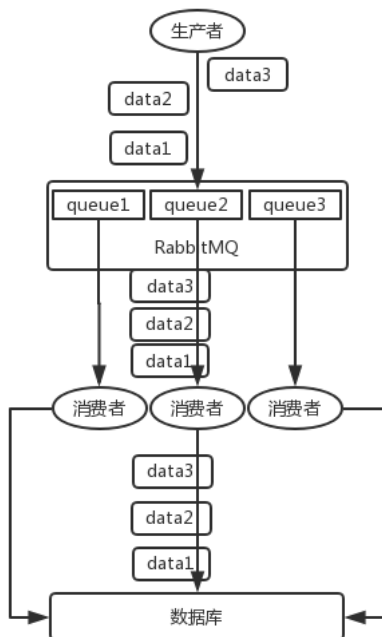 生产者
data3
data2
data1
queue1 queue2 queue3
RabbitMQ
data3
data2
data1
消费者 消费者 消费者
data3
data2
data1
数据库